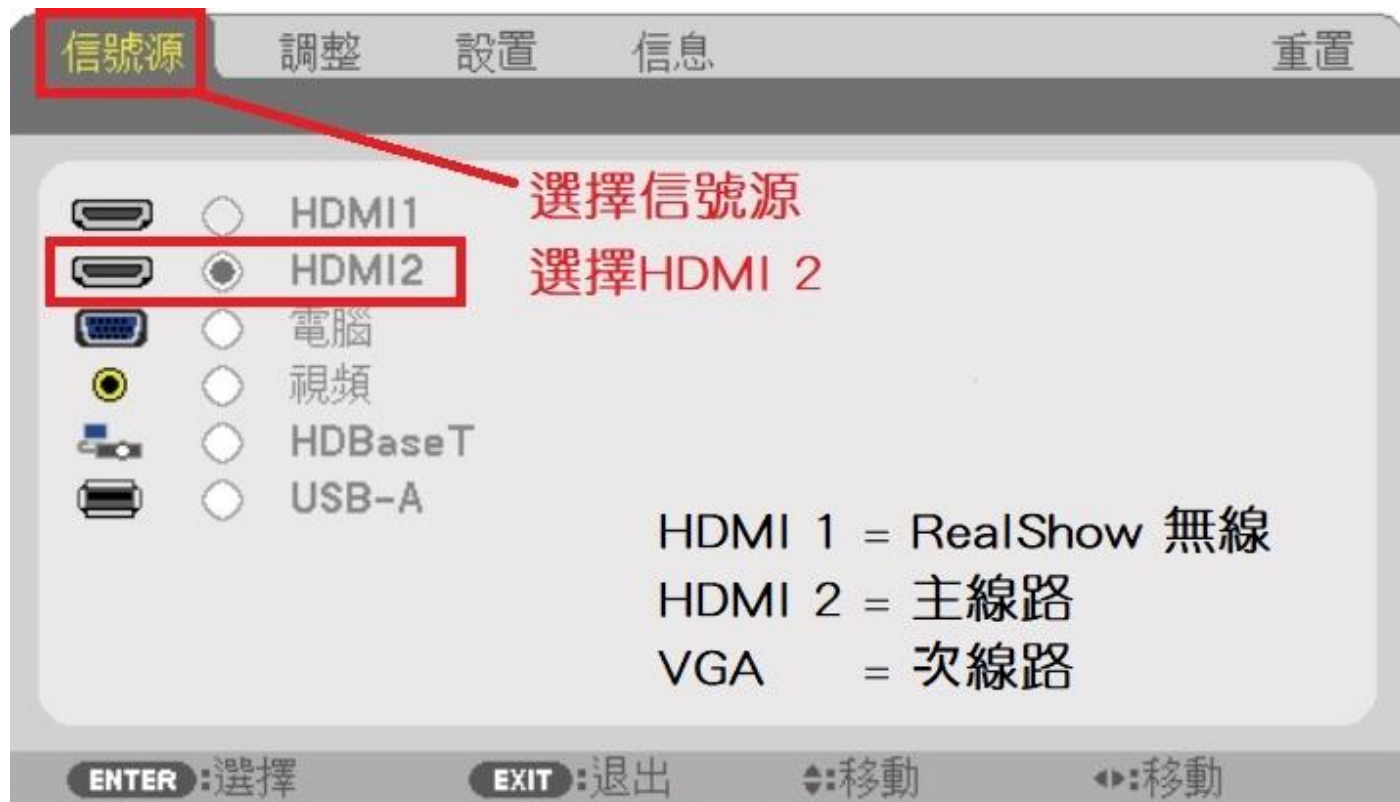 信號源 調整 設置 信息 重置
選擇信號源
HDMI1
HDMI2 選擇HDMI 2
電腦
視頻
HDBaseT
USB-A
HDMI 1 = RealShow 無線
HDMI 2 = 主線路
VGA = 次線路
ENTER:選擇 EXIT:退出 :移動 :移動